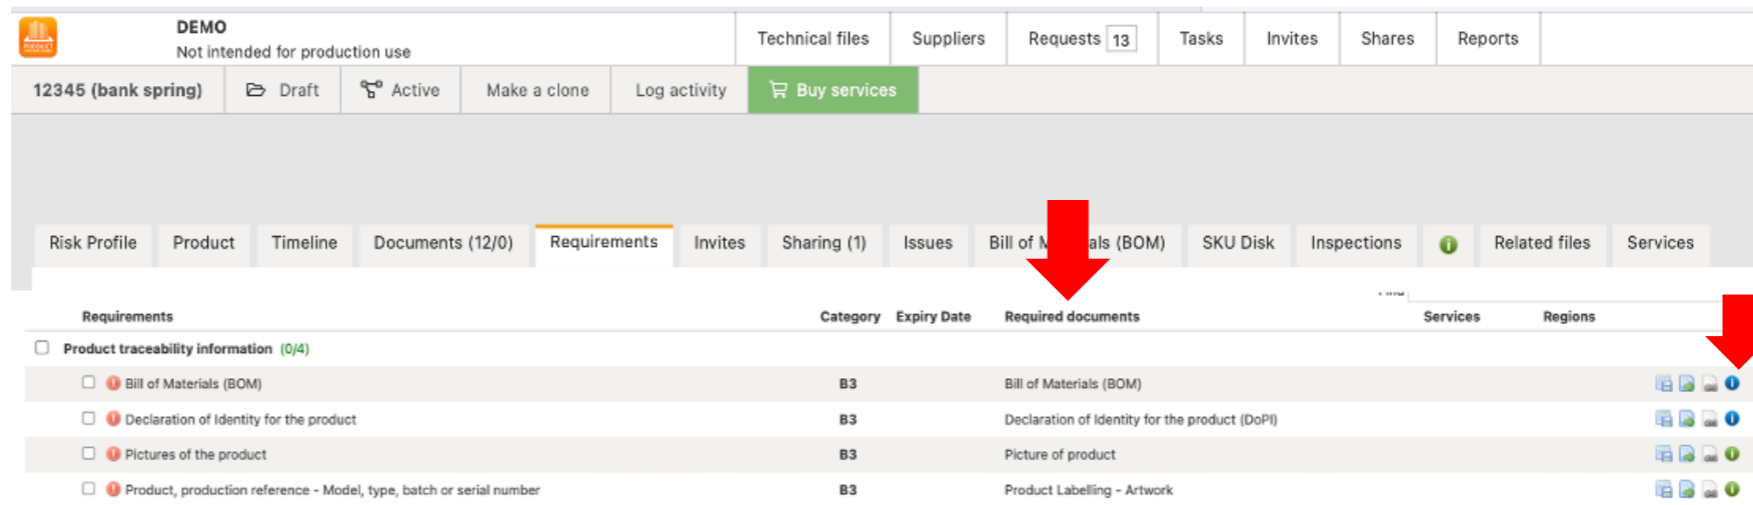 DEMO
Not intended for production use
Technical files Suppliers Requests 13 Tasks Invites Shares Reports
12345 (bank spring) Draft Active Make a clone Log activity Buy services
Risk Profile Product Timeline Documents (12/0) Requirements Invites Sharing (1) Issues Bill of Materials (BOM) SKU Disk Inspections Related files Services
Requirements Category Expiry Date Required documents Services Regions
Product traceability information (0/4)
Bill of Materials (BOM) B3 Bill of Materials (BOM)
Declaration of Identity for the product B3 Declaration of Identity for the product (DoPI)
Pictures of the product B3 Picture of product
Product, production reference - Model, type, batch or serial number B3 Product Labelling - Artwork